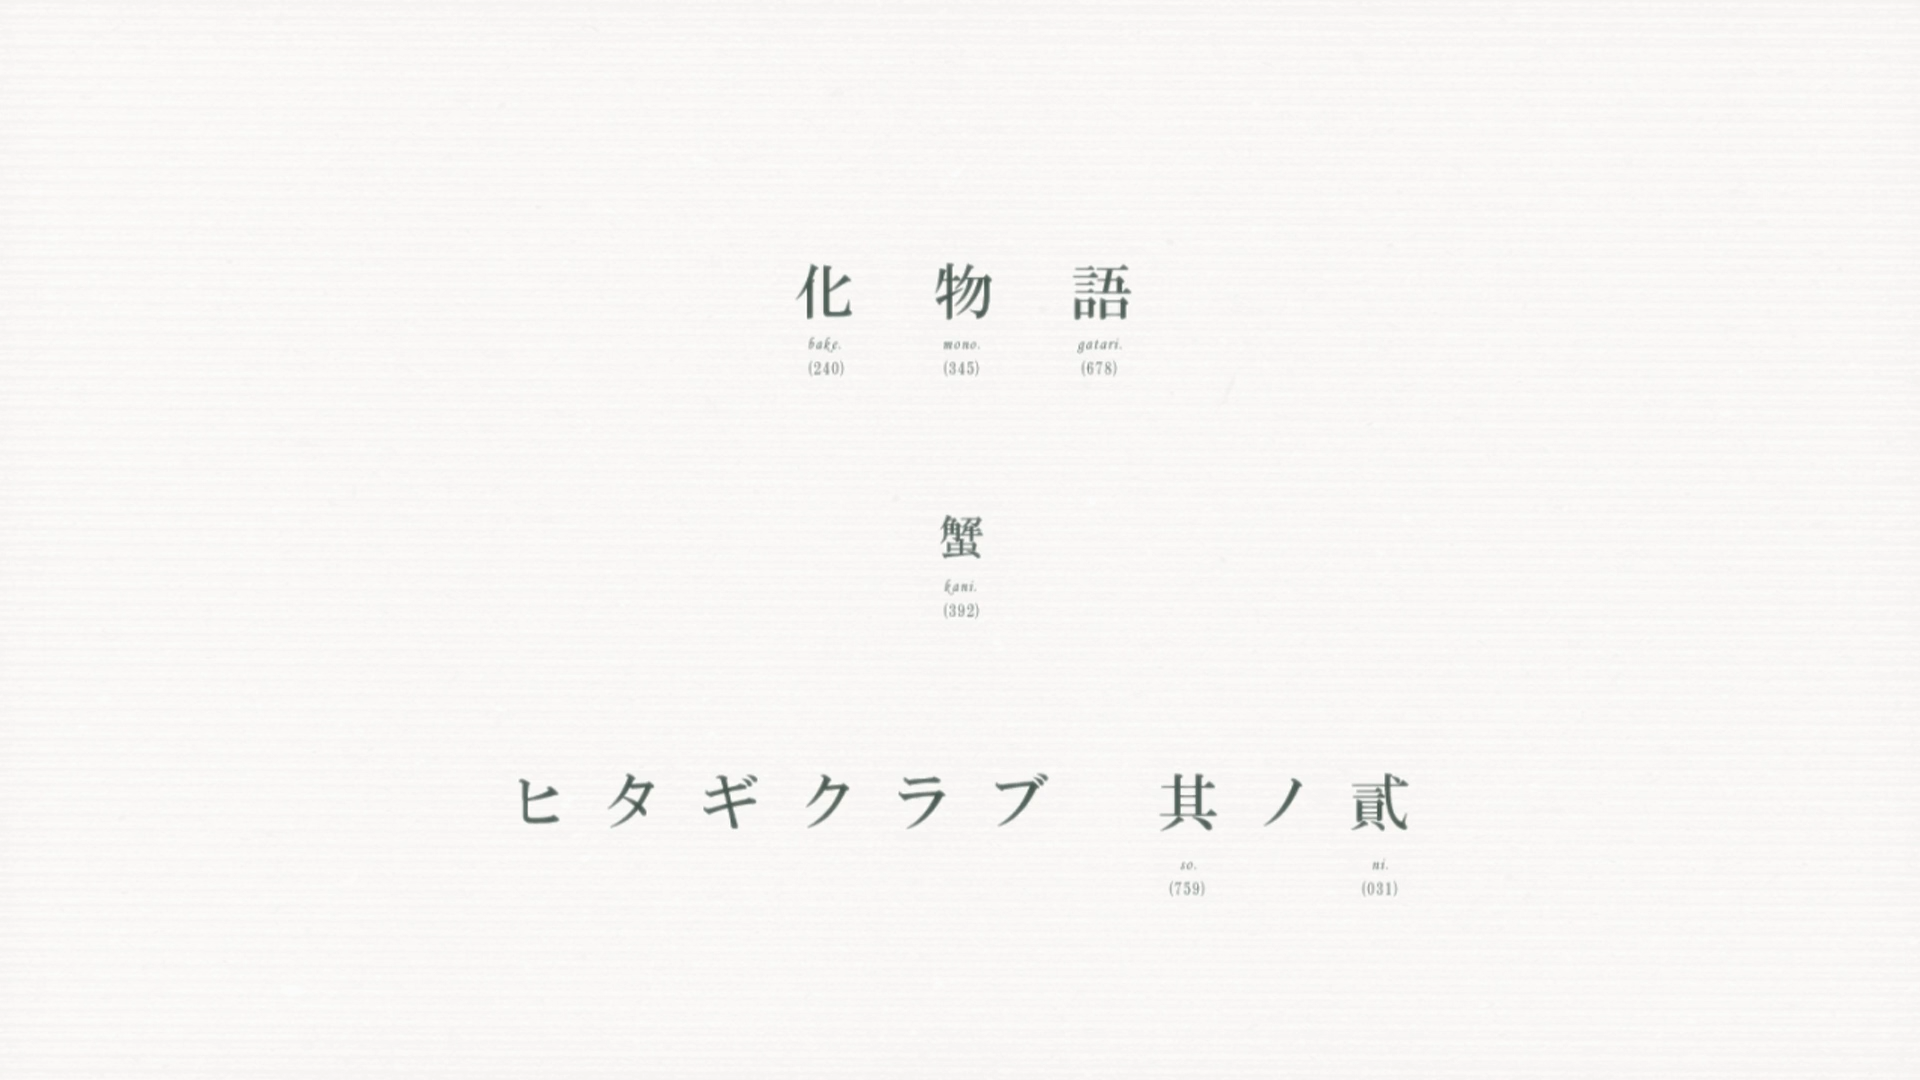 化 物 語
bake. mono. gatari.
(240) (345) (678)
蟹
kani.
(392)
ヒタギクラブ 其ノ貳
so. ni.
(759) (031)